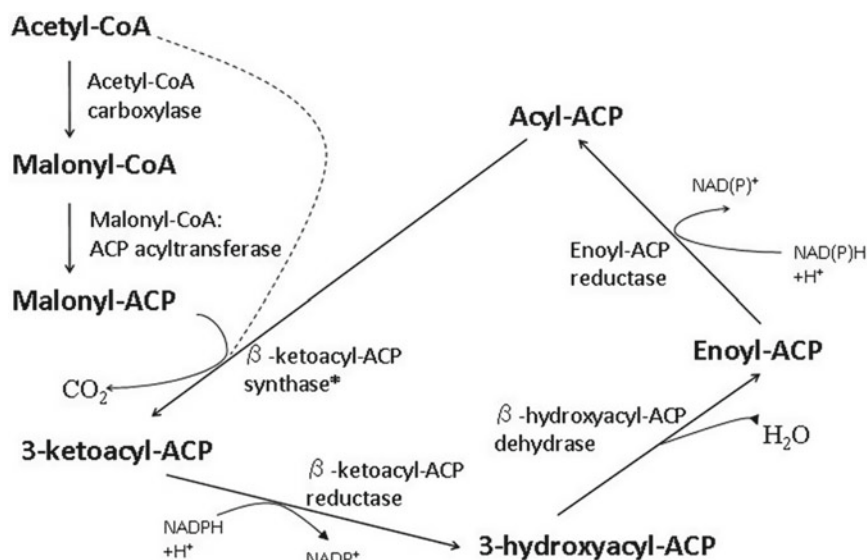 Acetyl-CoA
Acetyl-CoA
carboxylase
Malonyl-CoA
Malonyl-CoA:
ACP acyltransferase
Malonyl-ACP
CO₂
β-ketoacyl-ACP
synthase*
3-ketoacyl-ACP
β-ketoacyl-ACP
reductase
NADPH
+H⁺
NADP⁺
3-hydroxyacyl-ACP
β-hydroxyacyl-ACP
dehydrase
H₂O
Enoyl-ACP
Enoyl-ACP
reductase
NAD(P)⁺
NAD(P)H
+H⁺
Acyl-ACP